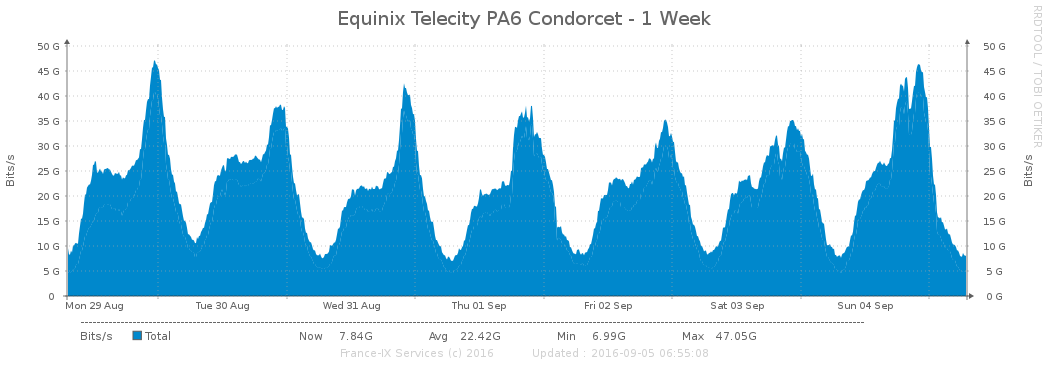 Equinix Telecity PA6 Condorcet - 1 Week
RRDTOOL / TOBI OETIKER
Bits/s
Bits/s
50 G 50 G
45 G 45 G
40 G 40 G
35 G 35 G
30 G 30 G
25 G 25 G
20 G 20 G
15 G 15 G
10 G 10 G
5 G 5 G
0 0 G
Mon 29 Aug Tue 30 Aug Wed 31 Aug Thu 01 Sep Fri 02 Sep Sat 03 Sep Sun 04 Sep
Bits/s Total Now 7.84G Avg 22.42G Min 6.99G Max 47.05G
France-IX Services (c) 2016 Updated : 2016-09-05 06:55:08